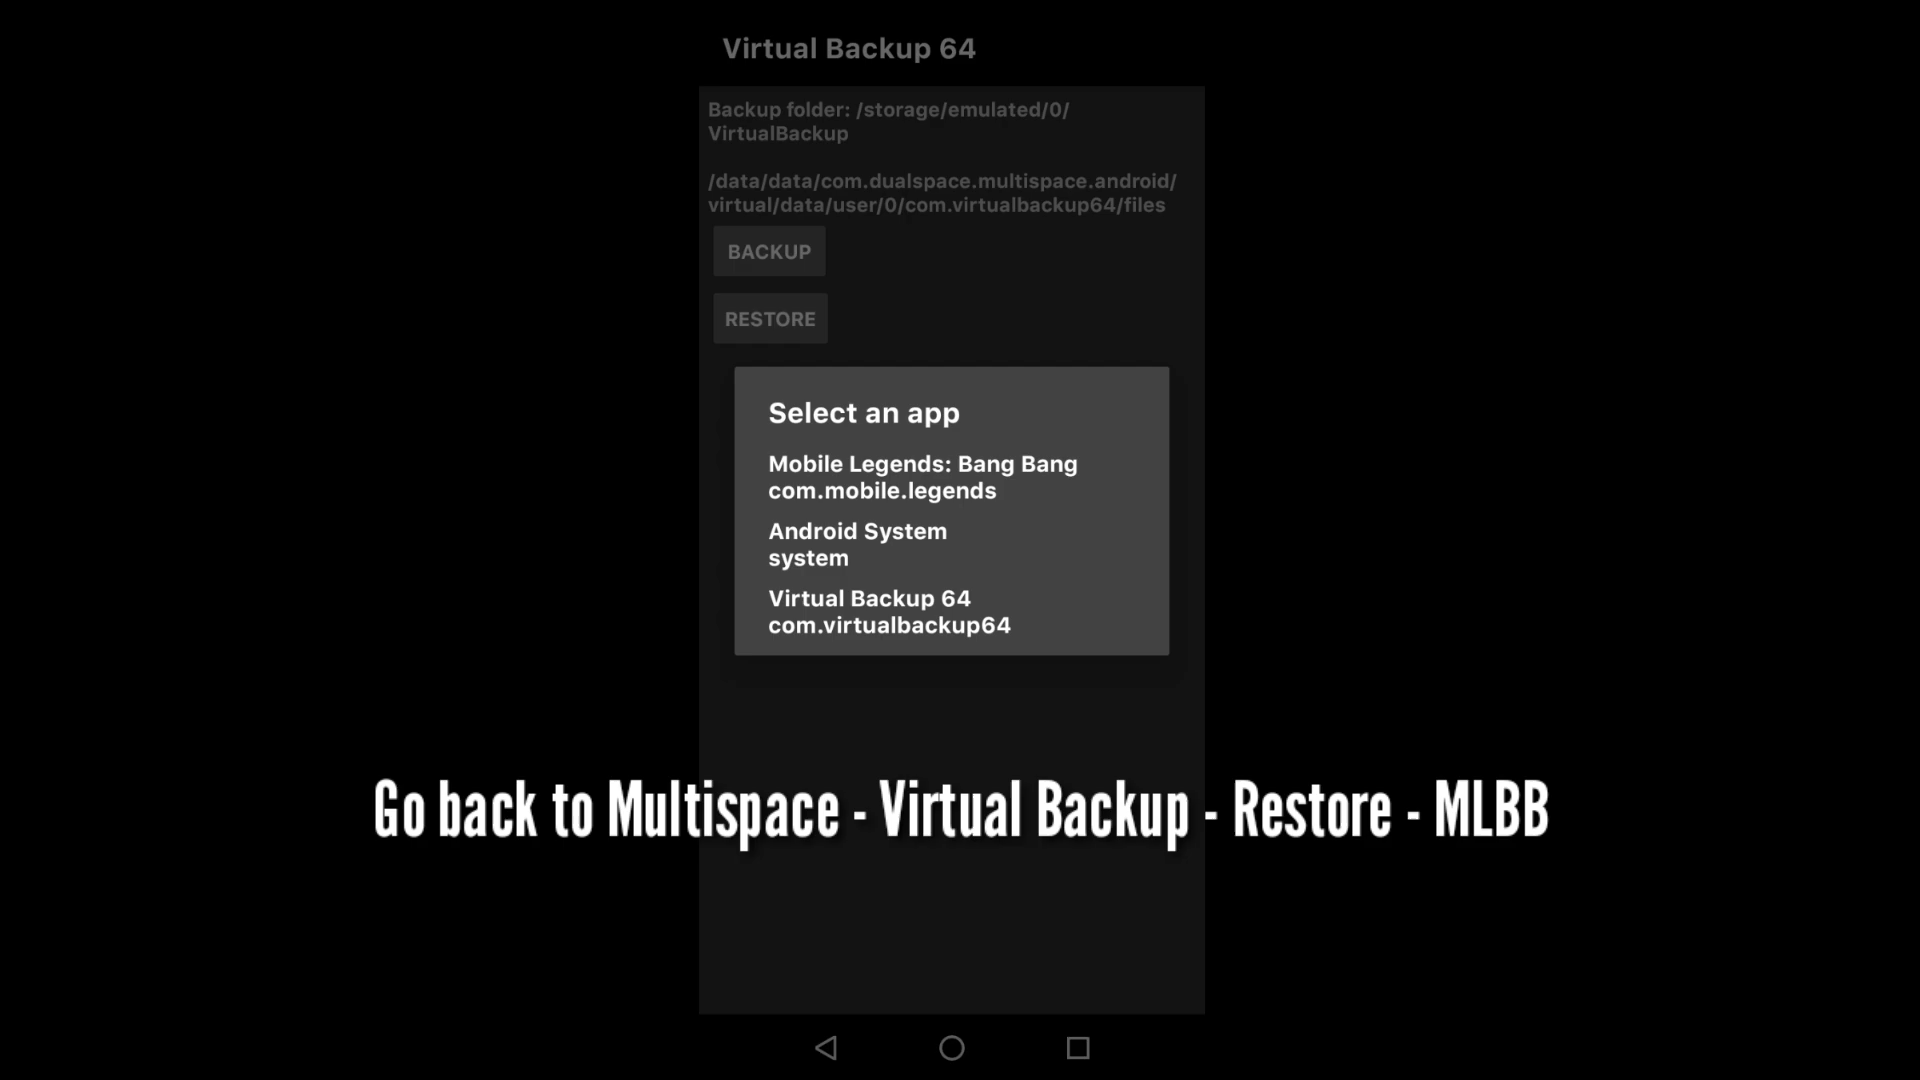 Virtual Backup 64
Backup folder: /storage/emulated/0/
VirtualBackup
/data/data/com.dualspace.multispace.android/
virtual/data/user/0/com.virtualbackup64/files
BACKUP
RESTORE
Select an app
Mobile Legends: Bang Bang
com.mobile.legends
Android System
system
Virtual Backup 64
com.virtualbackup64
Go back to Multispace - Virtual Backup - Restore - MLBB